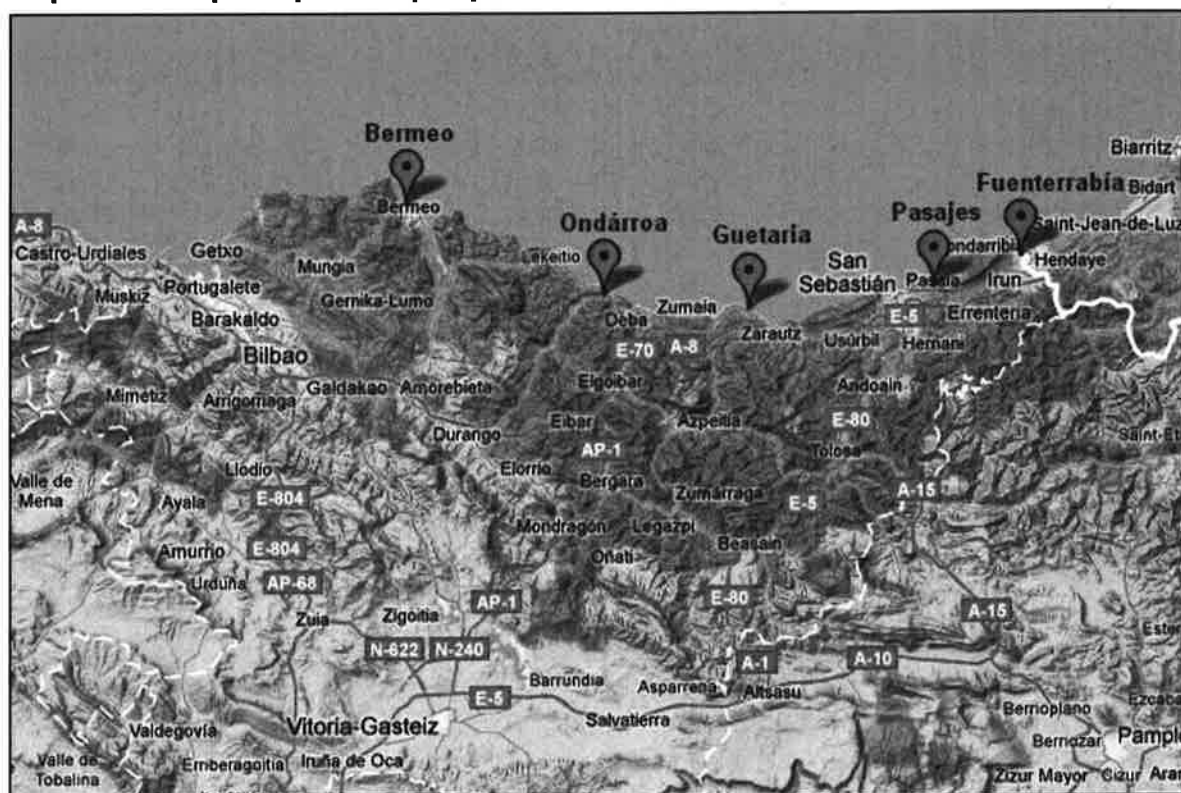 Bermeo
Biarritz
Fuenterrabía
Bidart
Bermeo
Ondárroa
Guetaria
Pasajes
Saint-Jean-de-Luz
A-8
Castro-Urdiales
Getxo
Lekeitio
San
Sebastián
Hendaye
Mungia
Muskiz
Portugalete
Gernika-Lumo
Zumaia
Pasaia
Irun
Barakaldo
Deba
Zarautz
E-5
Errenteria
Bilbao
E-70
A-8
Usúrbil
Hernani
Galdakao
Amorebieta
Elgoibar
Andoain
Arrigorriaga
Eibar
Azpeitia
E-80
Durango
Tolosa
Elorrio
AP-1
Valle de
Mena
Llodio
Bergara
Zumárraga
A-15
Ayala
E-804
E-5
Mondragón
Legazpi
Amurrio
E-804
Oñati
Beasain
Urduña
AP-68
AP-1
E-80
Zuia
Zigoitia
A-15
N-622
N-240
A-1
A-10
Barrundia
Asparrena
Altsasu
E-5
Salvatierra
Valdegovía
Vitoria-Gasteiz
Valle de
Tobalina
Iruña de Oca
Zizur Mayor
Cizur